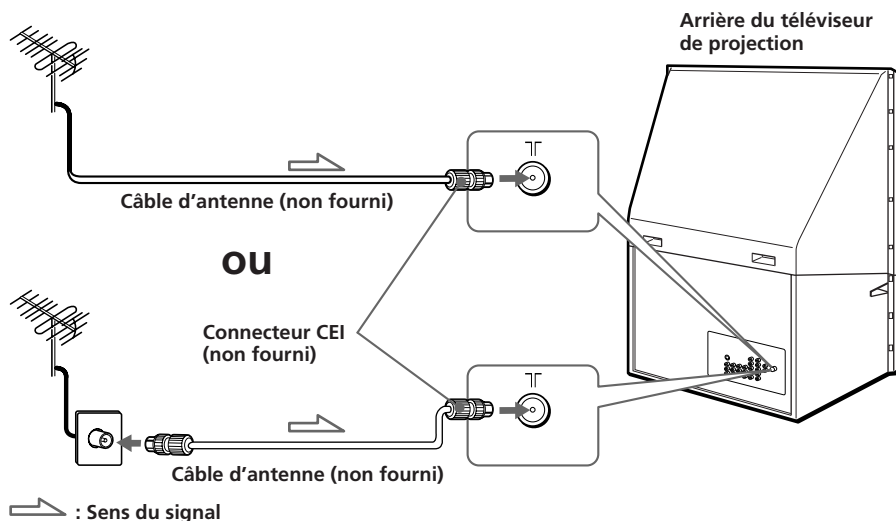 Arrière du téléviseur
de projection
Câble d'antenne (non fourni)
ou
Connecteur CEI
(non fourni)
Câble d'antenne (non fourni)
: Sens du signal